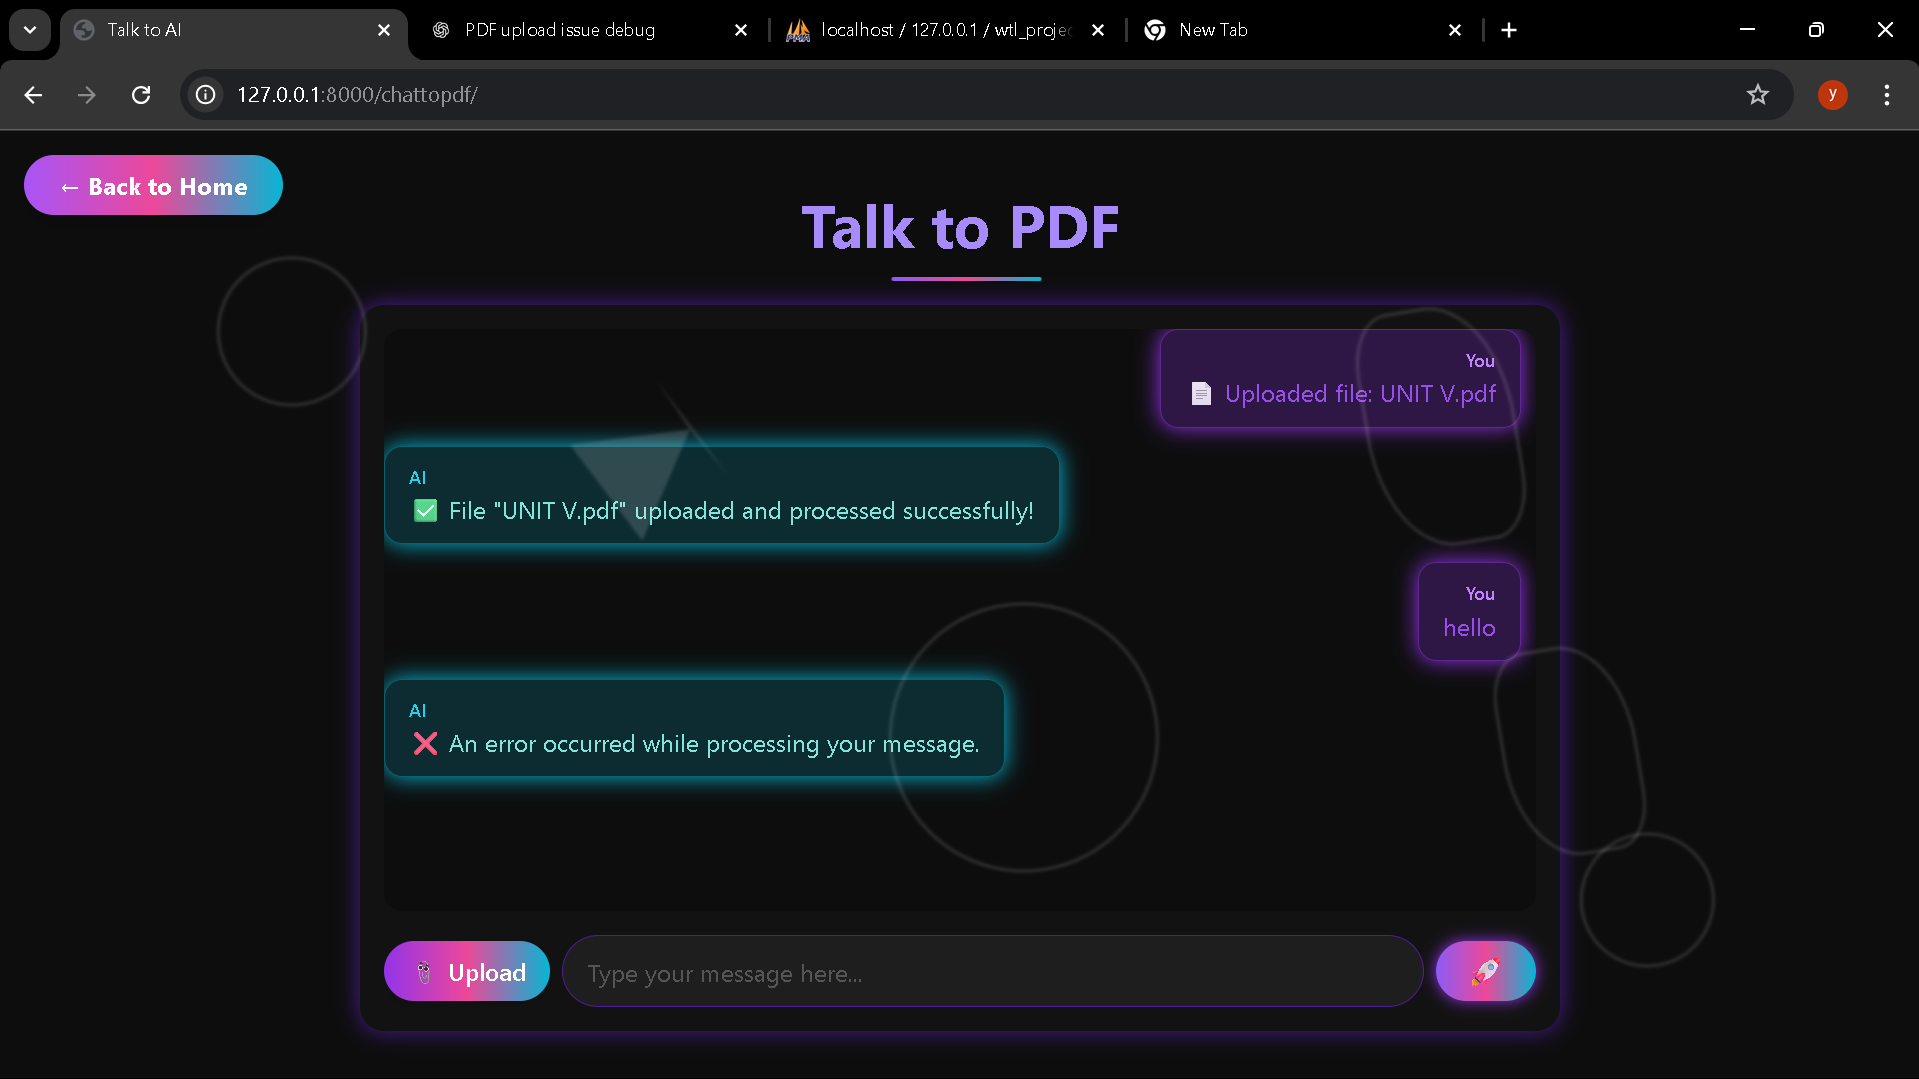 Talk to AI
PDF upload issue debug
localhost / 127.0.0.1 / wtl_projec
New Tab
127.0.0.1:8000/chattopdf/
y
← Back to Home
Talk to PDF
You
📄 Uploaded file: UNIT V.pdf
AI
✅ File "UNIT V.pdf" uploaded and processed successfully!
You
hello
AI
❌ An error occurred while processing your message.
Upload
Type your message here...